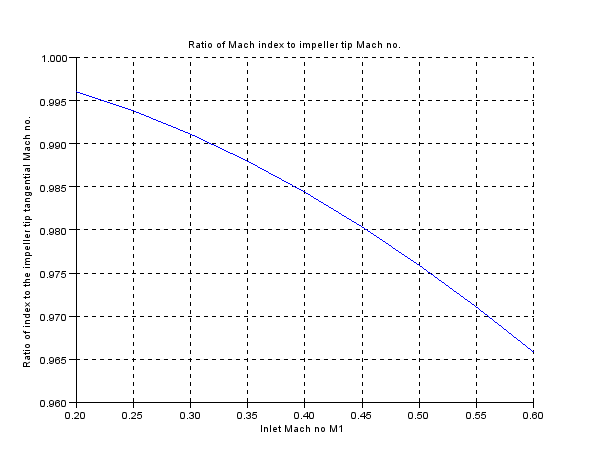 Ratio of Mach index to impeller tip Mach no.
Ratio of index to the impeller tip tangential Mach no.
1.000
0.995
0.990
0.985
0.980
0.975
0.970
0.965
0.960
0.20 0.25 0.30 0.35 0.40 0.45 0.50 0.55 0.60
Inlet Mach no M1